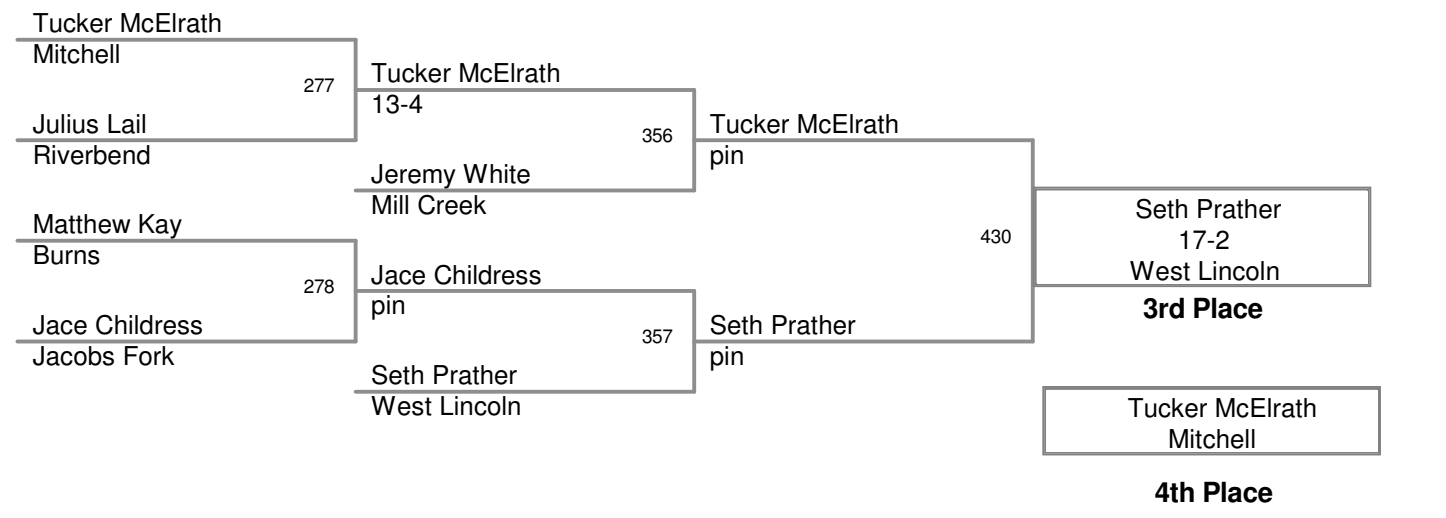 Tucker McElrath
Mitchell
277
Julius Lail
Riverbend
Matthew Kay
Burns
278
Jace Childress
Jacobs Fork
Tucker McElrath
13-4
356
Jeremy White
Mill Creek
Jace Childress
pin
357
Seth Prather
West Lincoln
Tucker McElrath
pin
430
Seth Prather
pin
Seth Prather
17-2
West Lincoln
3rd Place
Tucker McElrath
Mitchell
4th Place